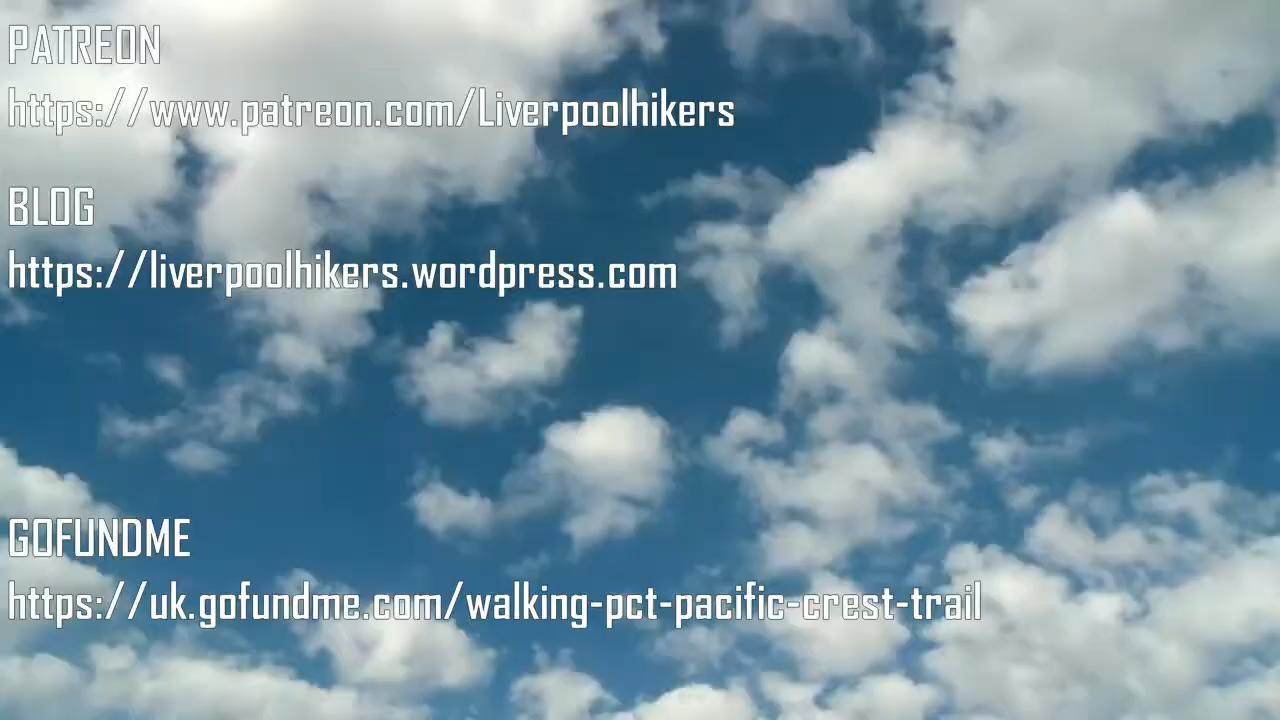 PATREON
https://www.patreon.com/Liverpoolhikers
BLOG
https://liverpoolhikers.wordpress.com
GOFUNDME
https://uk.gofundme.com/walking-pct-pacific-crest-trail